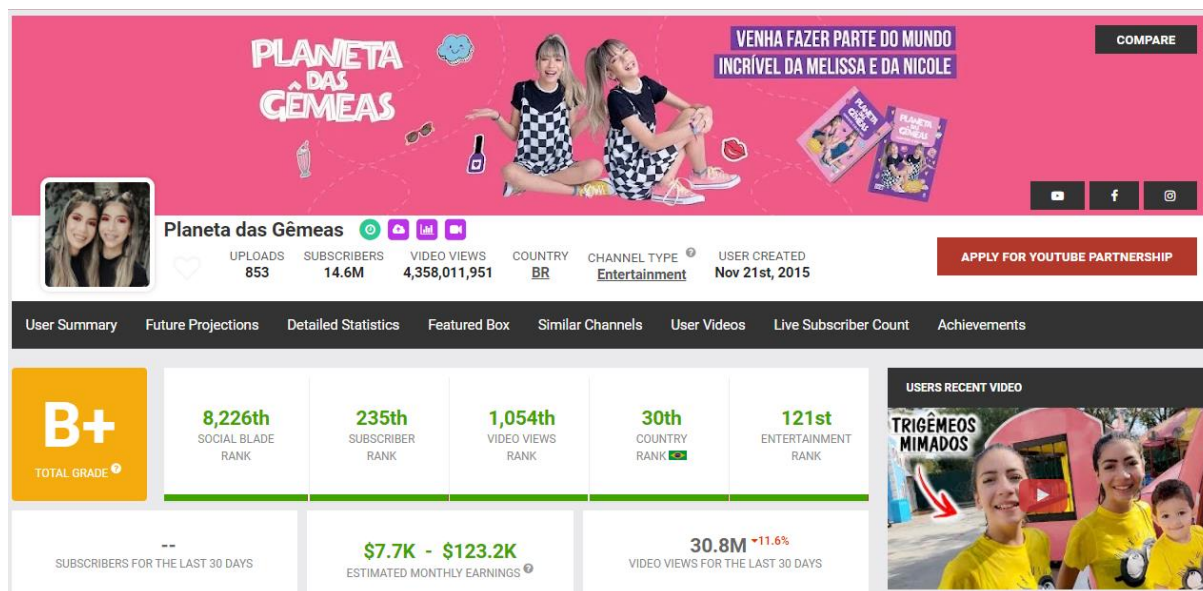 PLANETA
DAS
GÊMEAS
VENHA FAZER PARTE DO MUNDO
INCRÍVEL DA MELISSA E DA NICOLE
COMPARE
Planeta das Gêmeas
UPLOADS
853
SUBSCRIBERS
14.6M
VIDEO VIEWS
4,358,011,951
COUNTRY
BR
CHANNEL TYPE
Entertainment
USER CREATED
Nov 21st, 2015
APPLY FOR YOUTUBE PARTNERSHIP
User Summary
Future Projections
Detailed Statistics
Featured Box
Similar Channels
User Videos
Live Subscriber Count
Achievements
B+
TOTAL GRADE
8,226th
SOCIAL BLADE
RANK
235th
SUBSCRIBER
RANK
1,054th
VIDEO VIEWS
RANK
30th
COUNTRY
RANK
121st
ENTERTAINMENT
RANK
USERS RECENT VIDEO
TRIGÊMEOS
MIMADOS
--
SUBSCRIBERS FOR THE LAST 30 DAYS
$7.7K - $123.2K
ESTIMATED MONTHLY EARNINGS
30.8M -11.6%
VIDEO VIEWS FOR THE LAST 30 DAYS